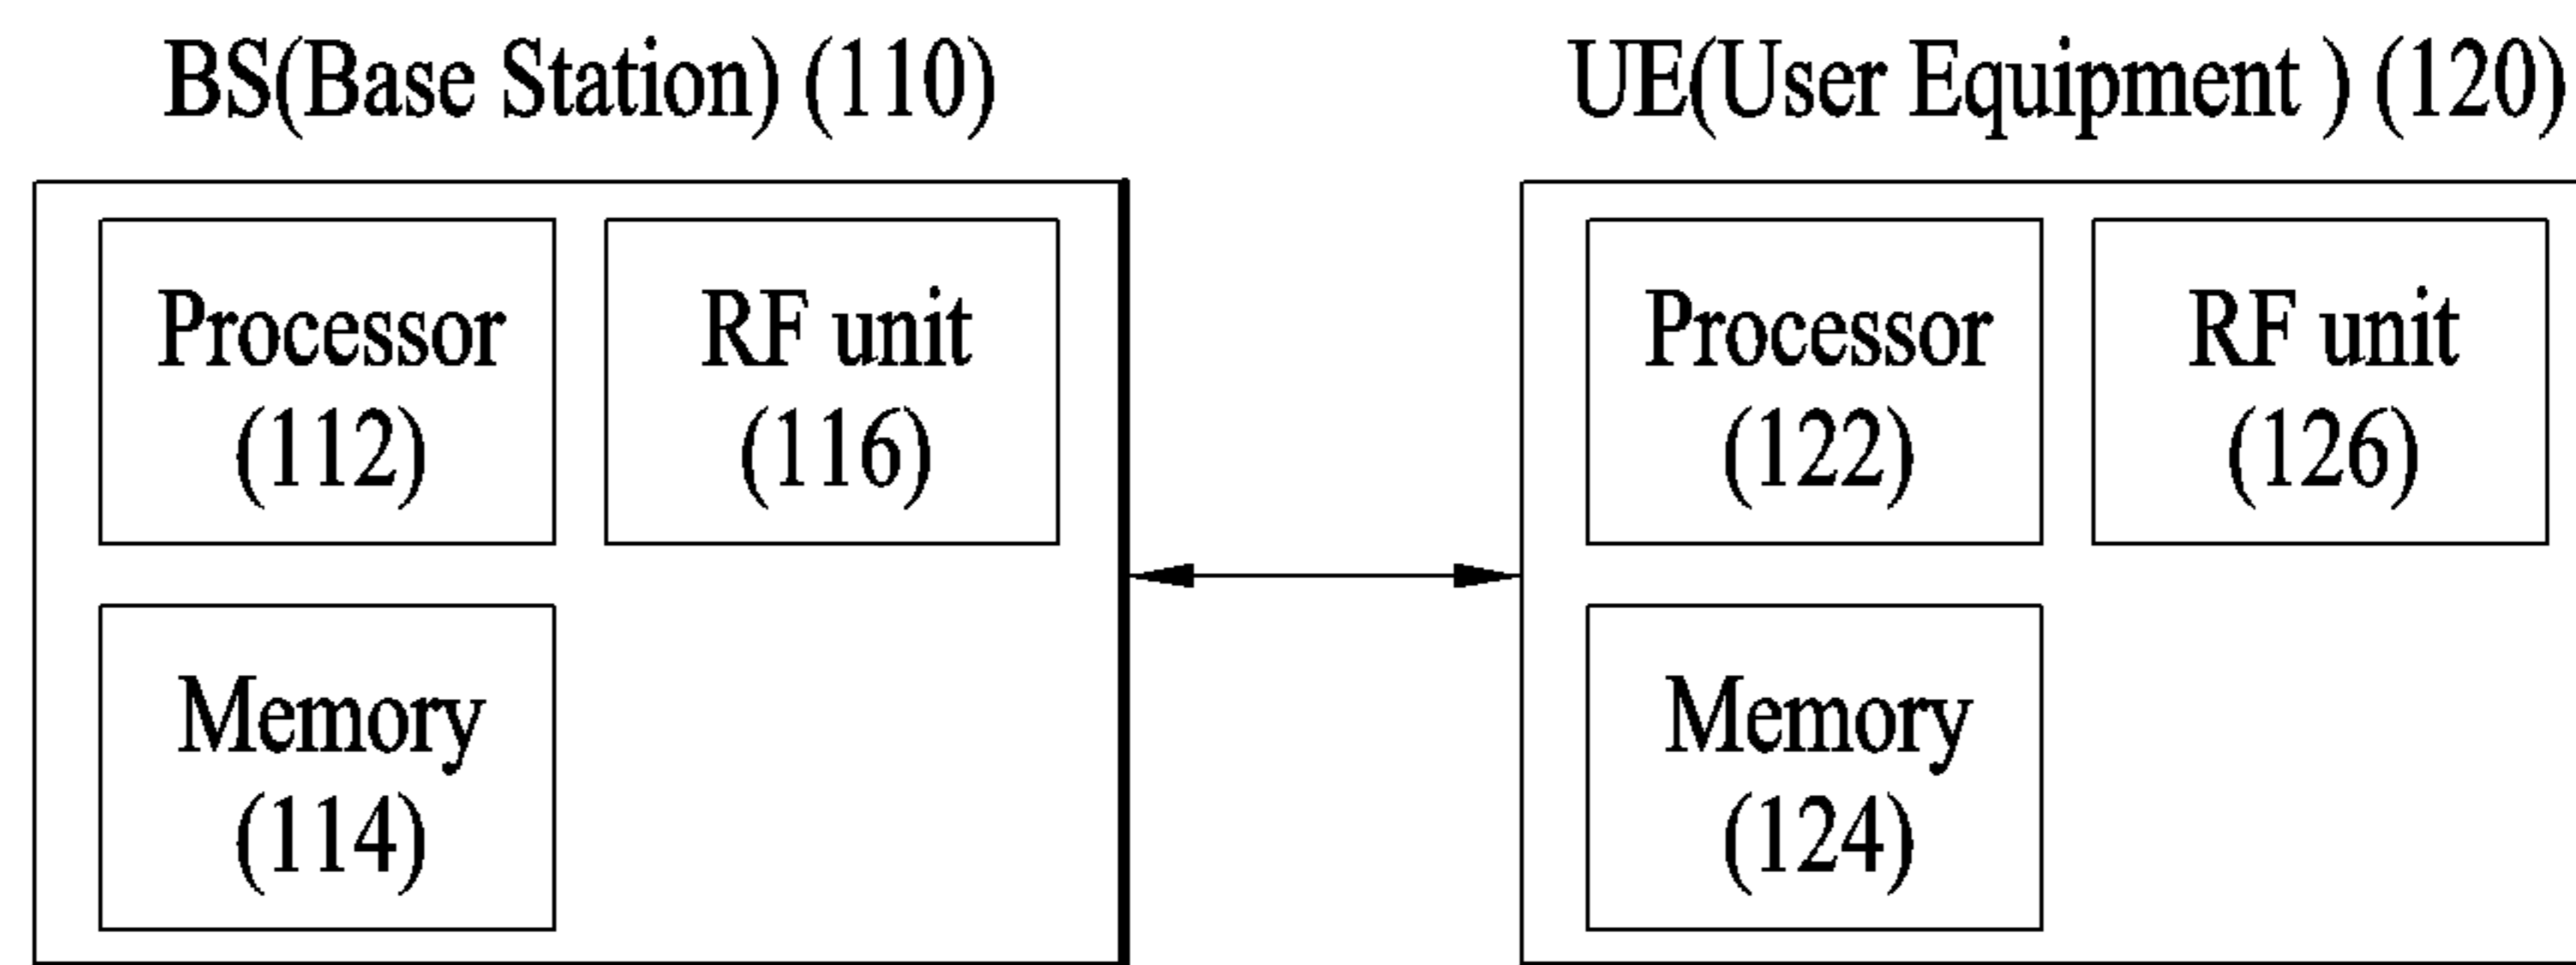 BS(Base Station) (110)
UE(User Equipment ) (120)
Processor
(112)
RF unit
(116)
Memory
(114)
Processor
(122)
RF unit
(126)
Memory
(124)